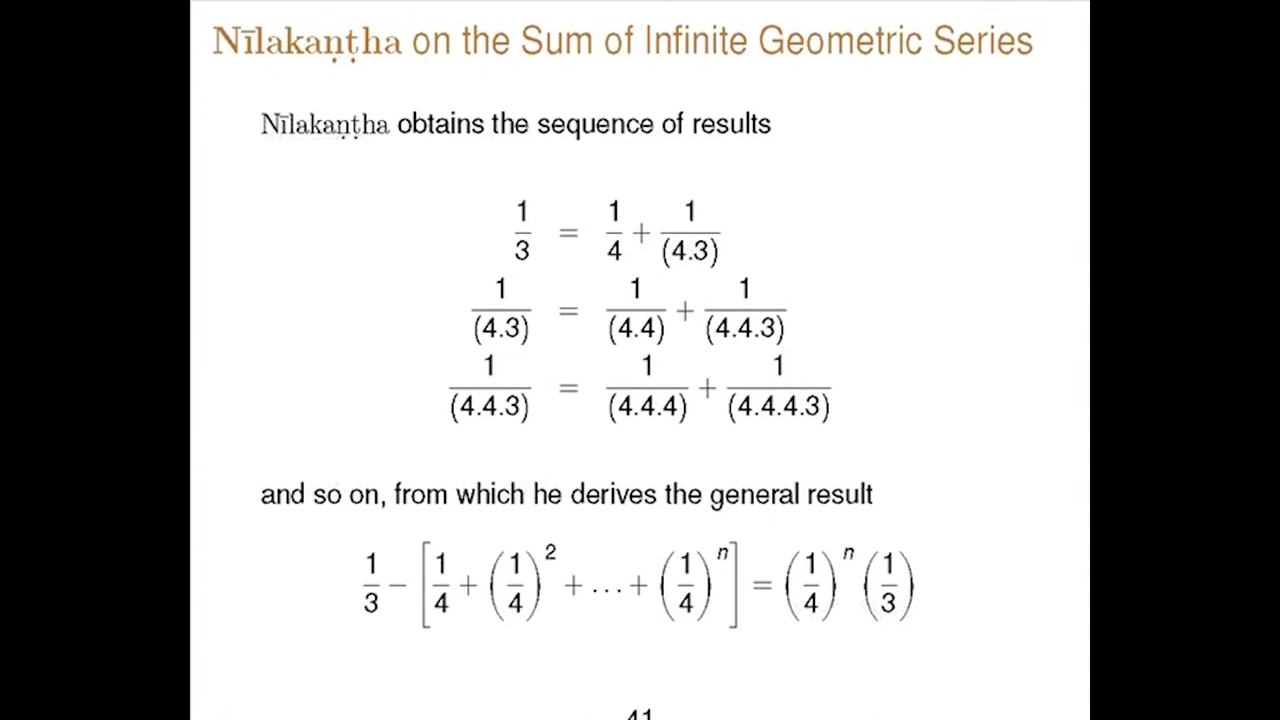 Nīlakaṇṭha on the Sum of Infinite Geometric Series
Nīlakaṇṭha obtains the sequence of results
1/3 = 1/4 + 1/(4.3)
1/(4.3) = 1/(4.4) + 1/(4.4.3)
1/(4.4.3) = 1/(4.4.4) + 1/(4.4.4.3)
and so on, from which he derives the general result
1/3 − [1/4 + (1/4)^2 + ... + (1/4)^n] = (1/4)^n (1/3)
41